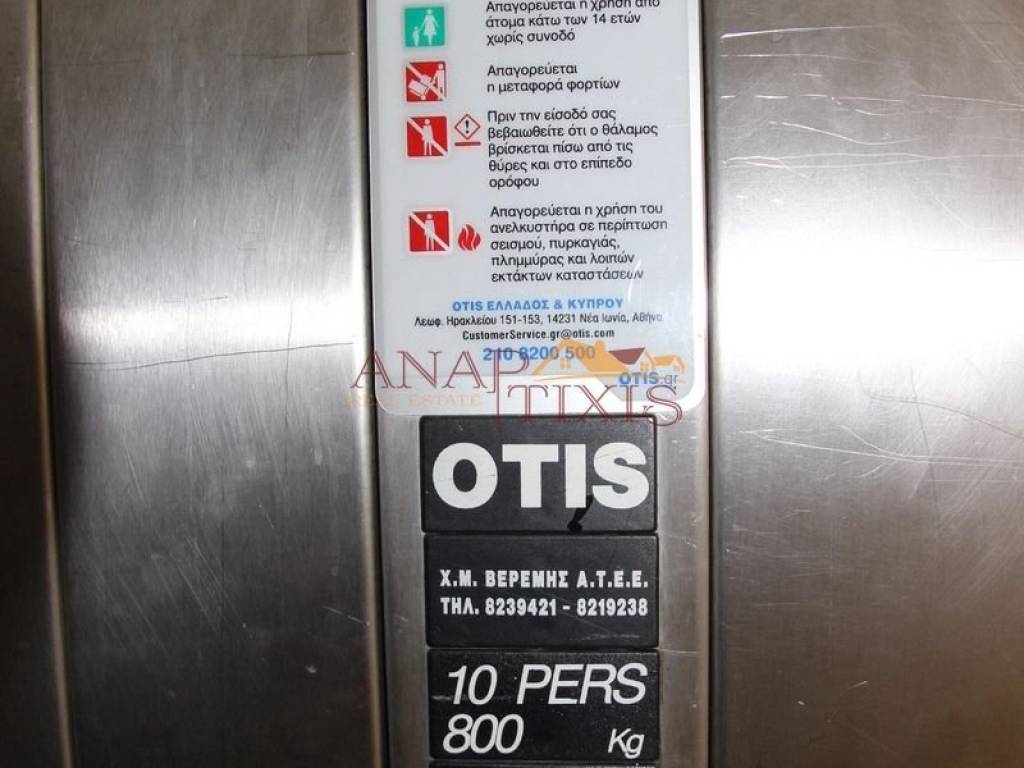 Απαγορεύεται η χρήση από
άτομα κάτω των 14 ετών
χωρίς συνοδό
Απαγορεύεται
η μεταφορά φορτίων
Πριν την είσοδό σας
βεβαιωθείτε ότι ο θάλαμος
βρίσκεται πίσω από τις
θύρες και στο επίπεδο
ορόφου
Απαγορεύεται η χρήση του
ανελκυστήρα σε περίπτωση
σεισμού, πυρκαγιάς,
πλημμύρας και λοιπών
εκτάκτων καταστάσεων
OTIS ΕΛΛΑΔΟΣ & ΚΥΠΡΟΥ
Λεωφ. Ηρακλείου 151-153, 14231 Νέα Ιωνία, Αθήνα
CustomerService.gr@otis.com
210 8200 500
OTIS.gr
ANAPTIXIS
REAL ESTATE
OTIS
Χ.Μ. ΒΕΡΕΜΗΣ Α.Τ.Ε.Ε.
ΤΗΛ. 8239421 - 8219238
10 PERS
800 Kg